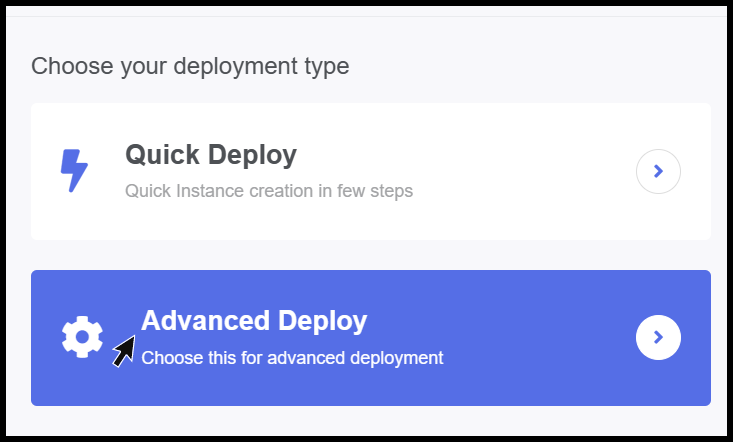 Choose your deployment type
Quick Deploy
Quick Instance creation in few steps
Advanced Deploy
Choose this for advanced deployment